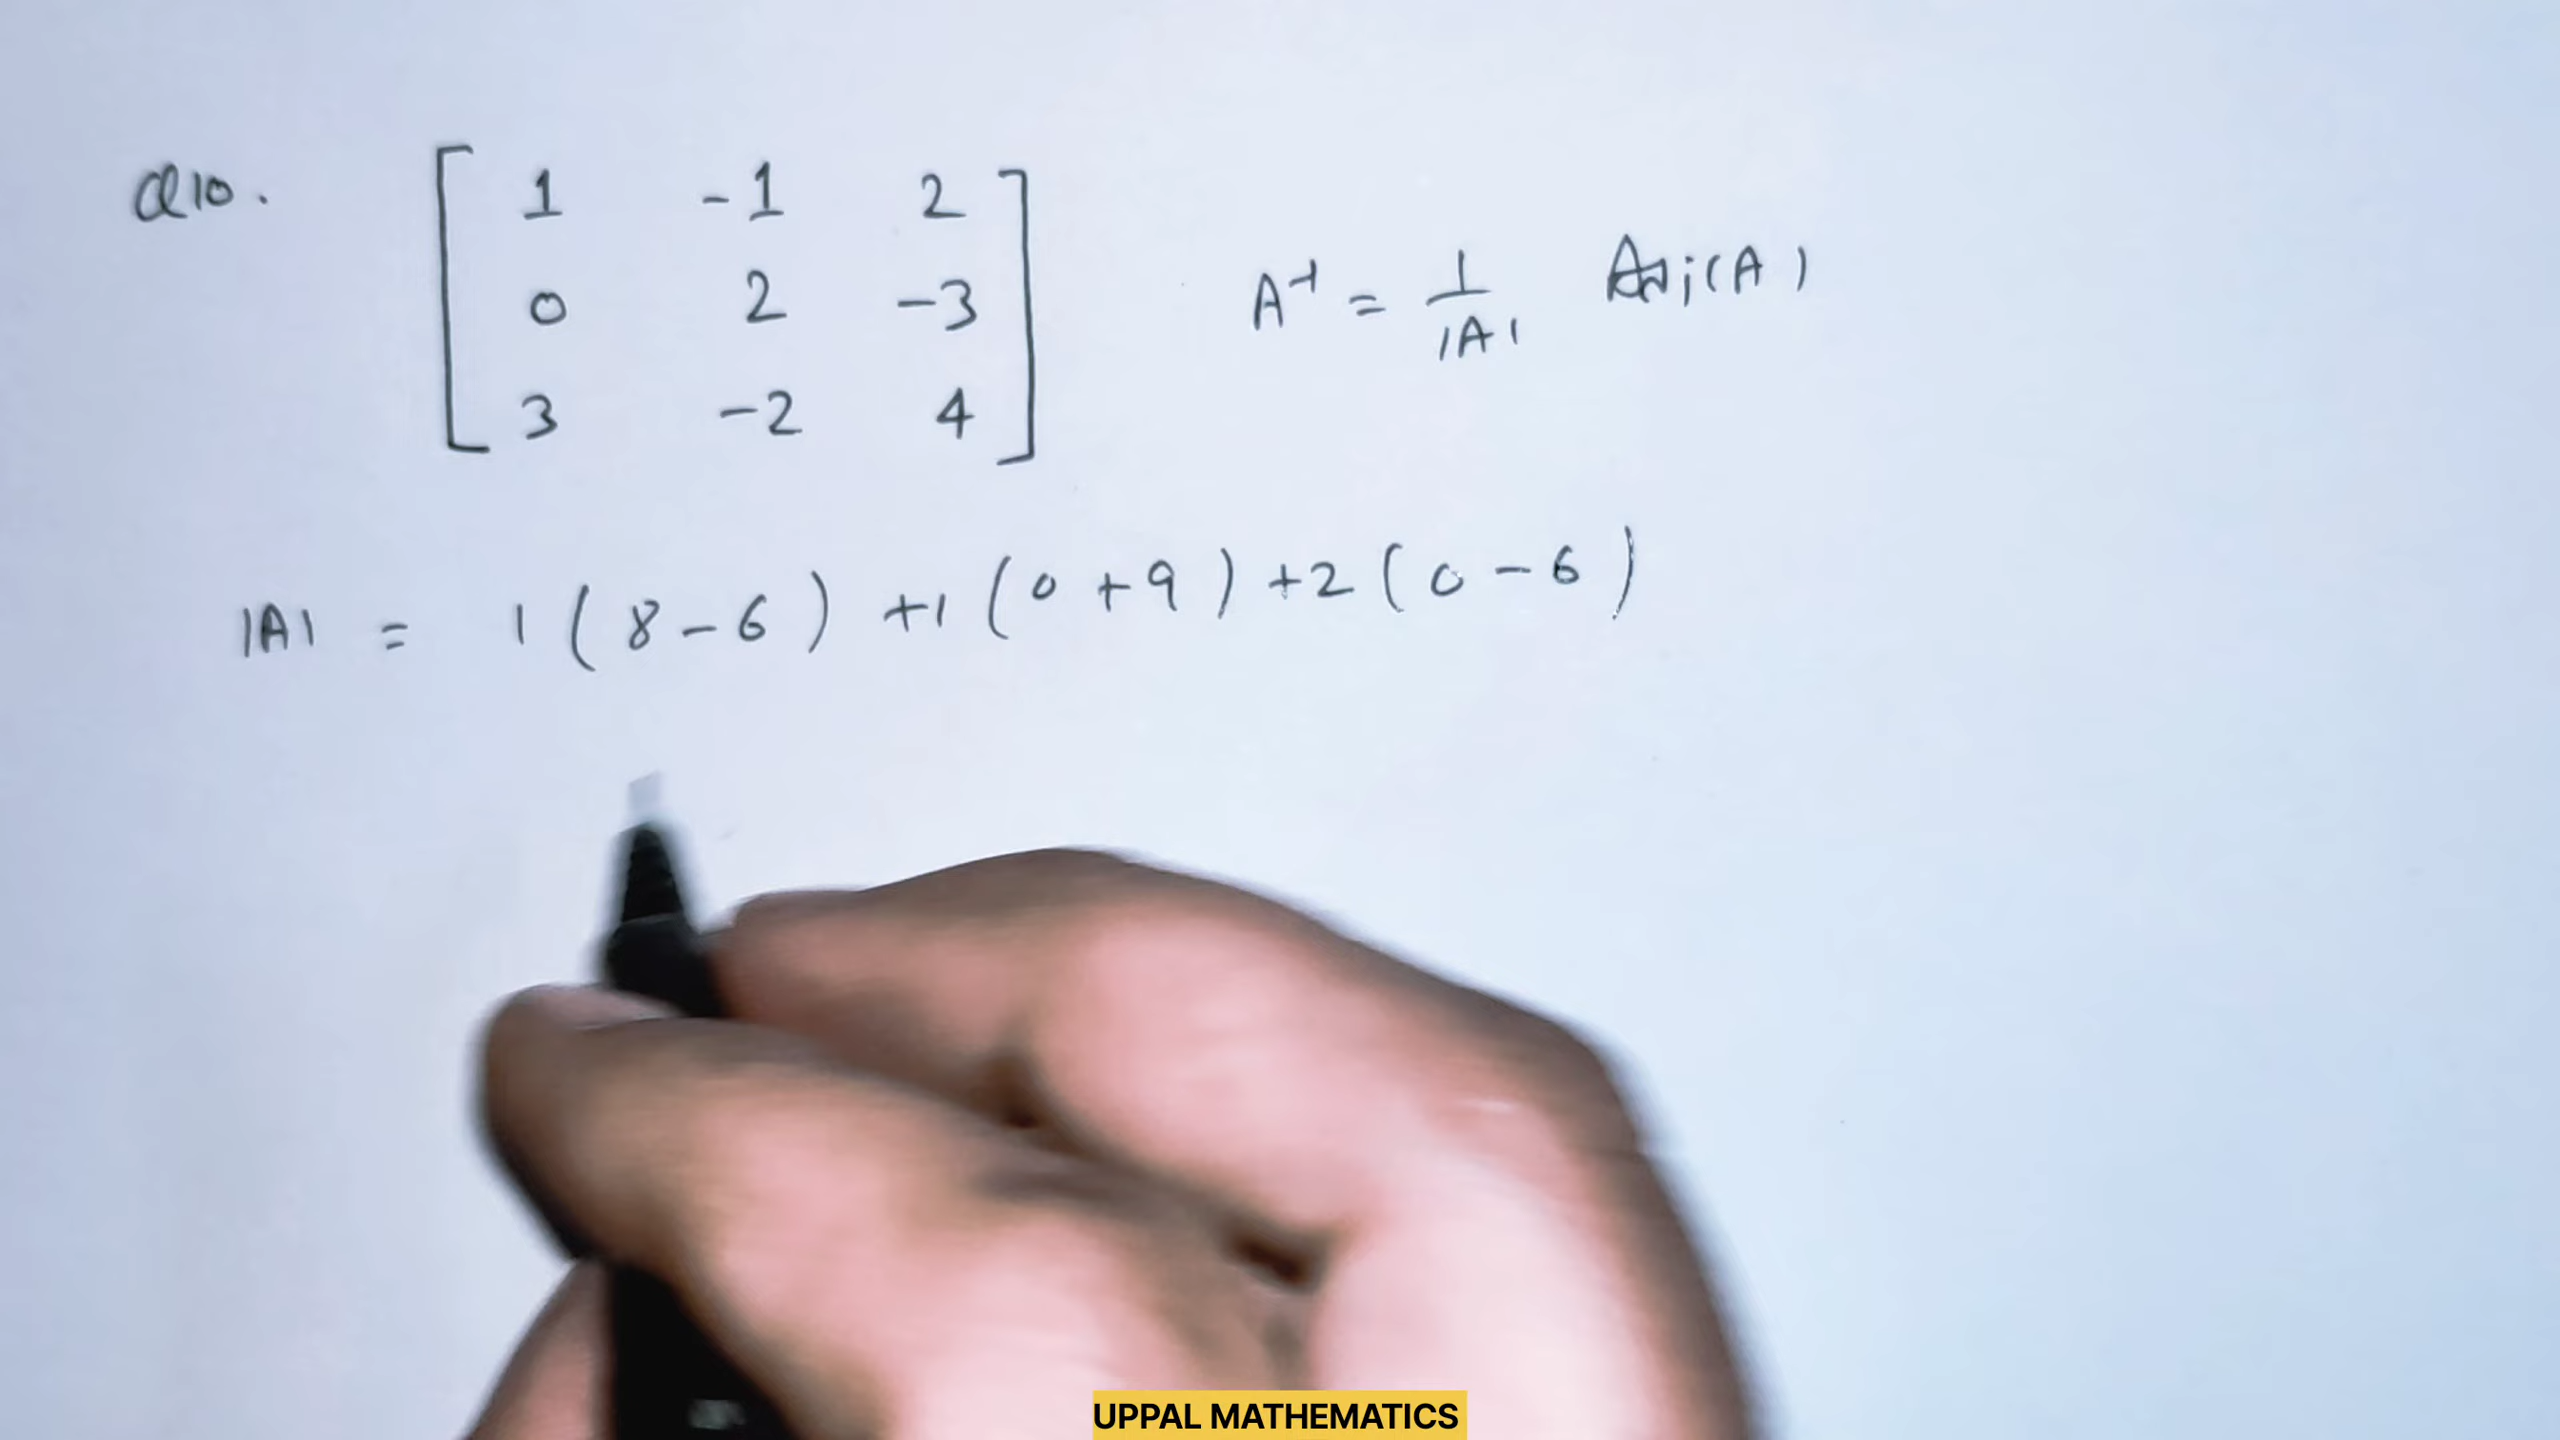 Q10. [ 1 -1 2
0 2 -3
3 -2 4 ]
A⁻¹ = 1/|A| Adj(A)
|A| = 1(8-6) +1(0+9) +2(0-6)
UPPAL MATHEMATICS